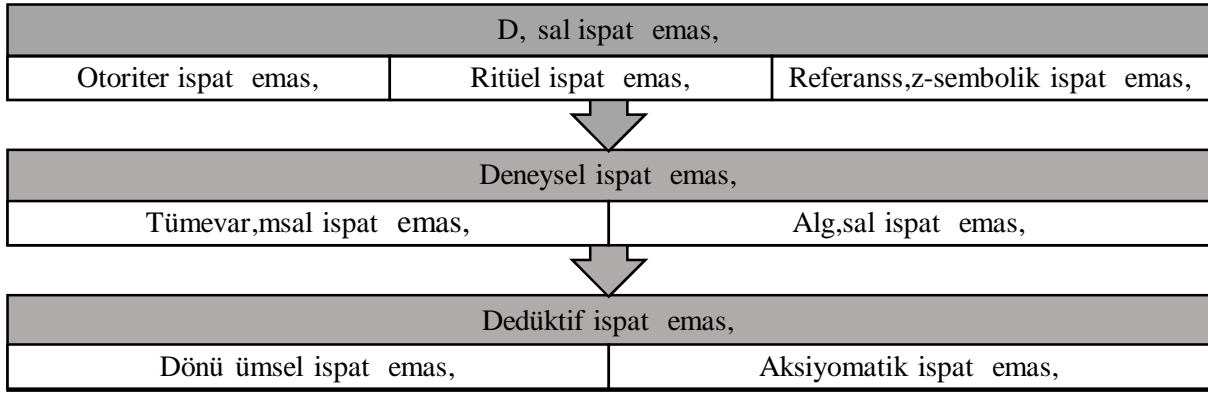 D, sal ispat emas,
Otoriter ispat emas, Ritüel ispat emas, Referanss,z-sembolik ispat emas,
Deneysel ispat emas,
Tümevar,msal ispat emas, Alg,sal ispat emas,
Dedüktif ispat emas,
Dönü ümsel ispat emas, Aksiyomatik ispat emas,